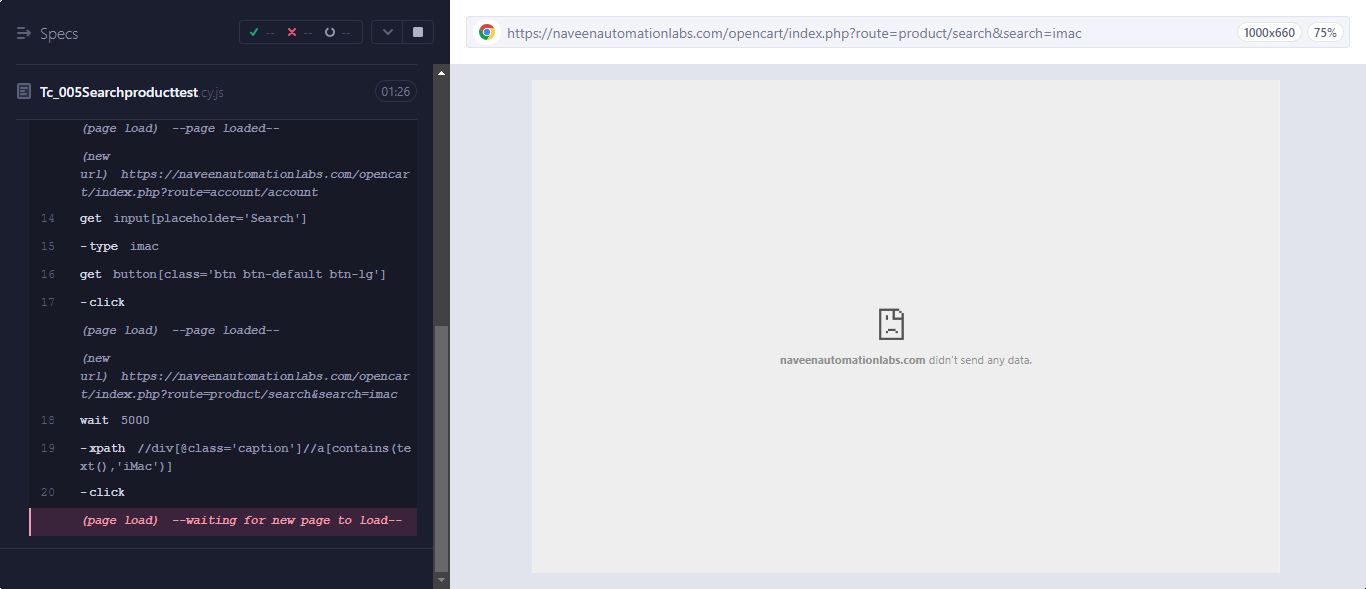 Specs
-- -- --
Tc_005Searchproducttest.cy.js 01:26
(page load) --page loaded--
(new
url) https://naveenautomationlabs.com/opencar
t/index.php?route=account/account
14 get input[placeholder='Search']
15 -type imac
16 get button[class='btn btn-default btn-lg']
17 -click
(page load) --page loaded--
(new
url) https://naveenautomationlabs.com/opencar
t/index.php?route=product/search&search=imac
18 wait 5000
19 -xpath //div[@class='caption']//a[contains(te
xt(),'iMac')]
20 -click
(page load) --waiting for new page to load--
https://naveenautomationlabs.com/opencart/index.php?route=product/search&search=imac 1000x660 75%
naveenautomationlabs.com didn't send any data.